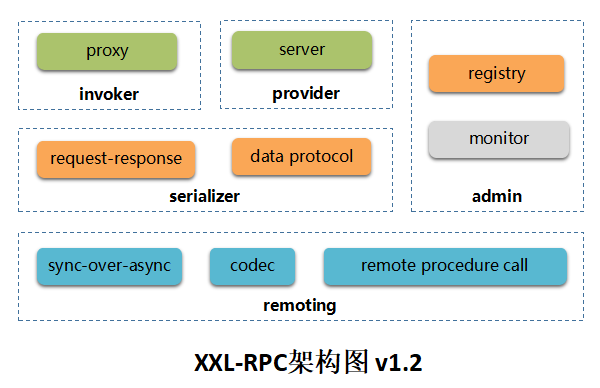 proxy
invoker
server
provider
registry
monitor
admin
request-response
data protocol
serializer
sync-over-async
codec
remote procedure call
remoting
XXL-RPC架构图 v1.2